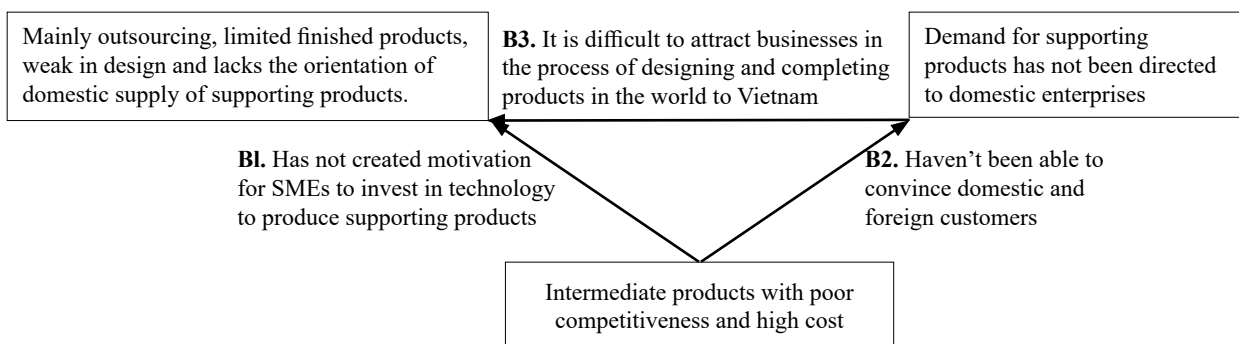 Mainly outsourcing, limited finished products,
weak in design and lacks the orientation of
domestic supply of supporting products.
B3. It is difficult to attract businesses in
the process of designing and completing
products in the world to Vietnam
Demand for supporting
products has not been directed
to domestic enterprises
Bl. Has not created motivation
for SMEs to invest in technology
to produce supporting products
B2. Haven’t been able to
convince domestic and
foreign customers
Intermediate products with poor
competitiveness and high cost